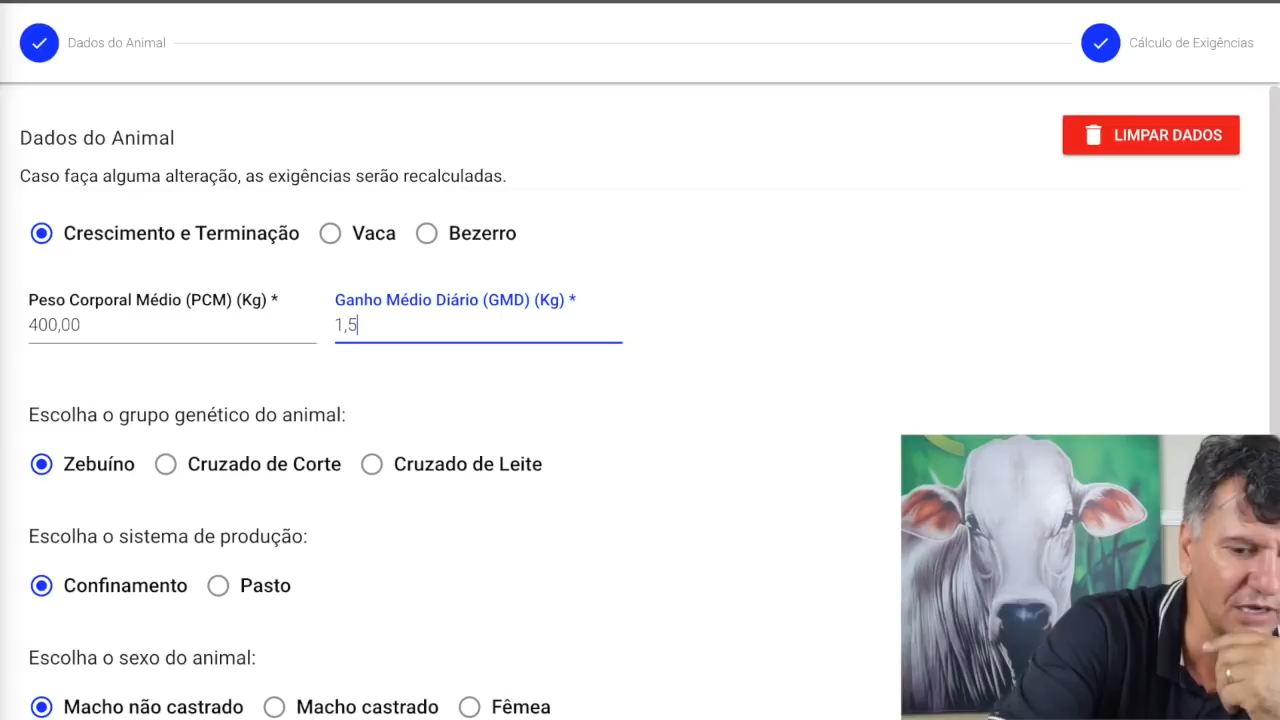 Dados do Animal
Cálculo de Exigências
Dados do Animal
LIMPAR DADOS
Caso faça alguma alteração, as exigências serão recalculadas.
Crescimento e Terminação Vaca Bezerro
Peso Corporal Médio (PCM) (Kg) * Ganho Médio Diário (GMD) (Kg) *
400,00 1,5
Escolha o grupo genético do animal:
Zebuíno Cruzado de Corte Cruzado de Leite
Escolha o sistema de produção:
Confinamento Pasto
Escolha o sexo do animal:
Macho não castrado Macho castrado Fêmea